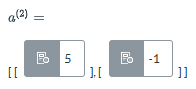 a⁽²⁾ =
[[ 5 ],[ -1 ]]